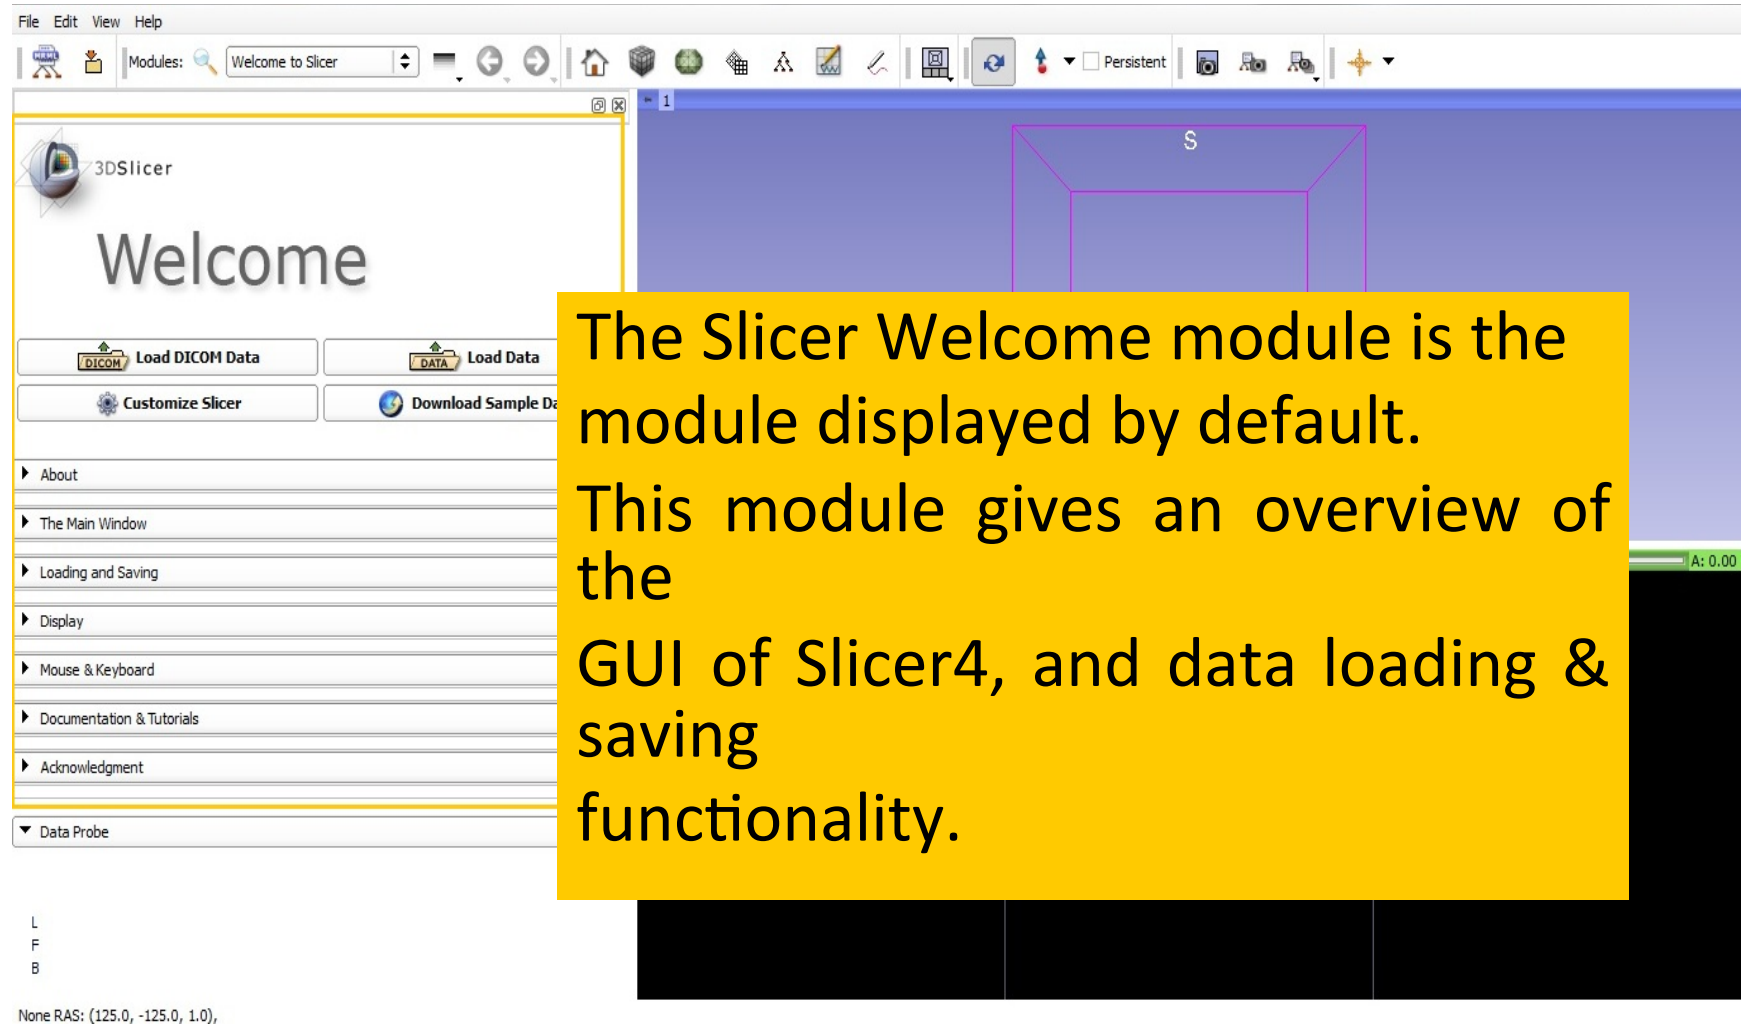 File Edit View Help
Modules: Welcome to Slicer Persistent
1
S
3DSlicer
Welcome
DICOM Load DICOM Data
DATA Load Data
Customize Slicer
Download Sample
About
The Main Window
Loading and Saving
Display
Mouse & Keyboard
Documentation & Tutorials
Acknowledgment
Data Probe
L
F
B
None RAS: (125.0, -125.0, 1.0),
The Slicer Welcome module is the
module displayed by default.
This module gives an overview of
the
GUI of Slicer4, and data loading &
saving
functionality.
A: 0.00